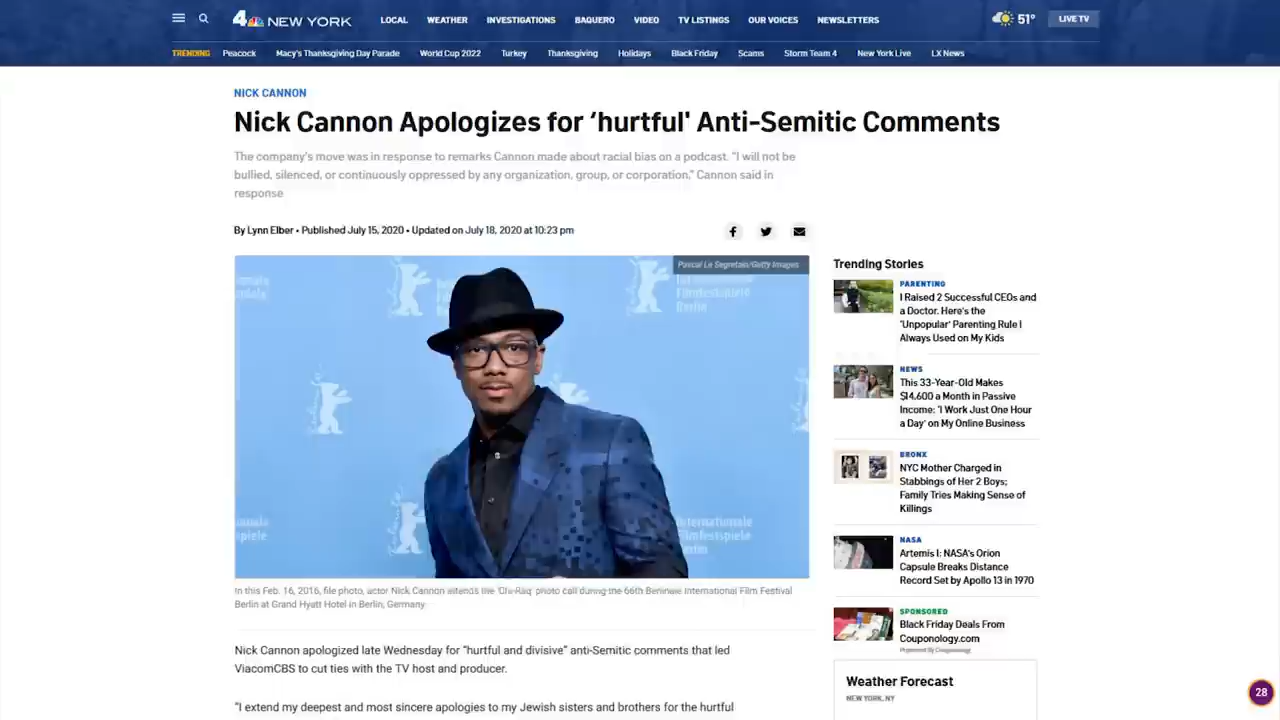 4 NEW YORK
LOCAL WEATHER INVESTIGATIONS BAQUERO VIDEO TV LISTINGS OUR VOICES NEWSLETTERS
51°
LIVE TV
TRENDING Peacock Macy's Thanksgiving Day Parade World Cup 2022 Turkey Thanksgiving Holidays Black Friday Scams Storm Team 4 New York Live LX News
NICK CANNON
Nick Cannon Apologizes for ‘hurtful' Anti-Semitic Comments
The company's move was in response to remarks Cannon made about racial bias on a podcast. "I will not be
bullied, silenced, or continuously oppressed by any organization, group, or corporation," Cannon said in
response
By Lynn Elber • Published July 15, 2020 • Updated on July 18, 2020 at 10:23 pm
Pascal Le Segretain/Getty Images
Filmfestspiele
Berlin
Internationale
Filmfestspiele
Berlin
spiele
In this Feb. 16, 2016, file photo, actor Nick Cannon attends the 'Chi-Raq' photo call during the 66th Berlinale International Film Festival
Berlin at Grand Hyatt Hotel in Berlin, Germany
Nick Cannon apologized late Wednesday for “hurtful and divisive” anti-Semitic comments that led
ViacomCBS to cut ties with the TV host and producer.
“I extend my deepest and most sincere apologies to my Jewish sisters and brothers for the hurtful
Trending Stories
PARENTING
I Raised 2 Successful CEOs and
a Doctor. Here's the
'Unpopular' Parenting Rule I
Always Used on My Kids
NEWS
This 33-Year-Old Makes
$14,600 a Month in Passive
Income: 'I Work Just One Hour
a Day' on My Online Business
BRONX
NYC Mother Charged in
Stabbings of Her 2 Boys;
Family Tries Making Sense of
Killings
NASA
Artemis I: NASA's Orion
Capsule Breaks Distance
Record Set by Apollo 13 in 1970
SPONSORED
Black Friday Deals From
Couponology.com
Weather Forecast
NEW YORK, NY
28